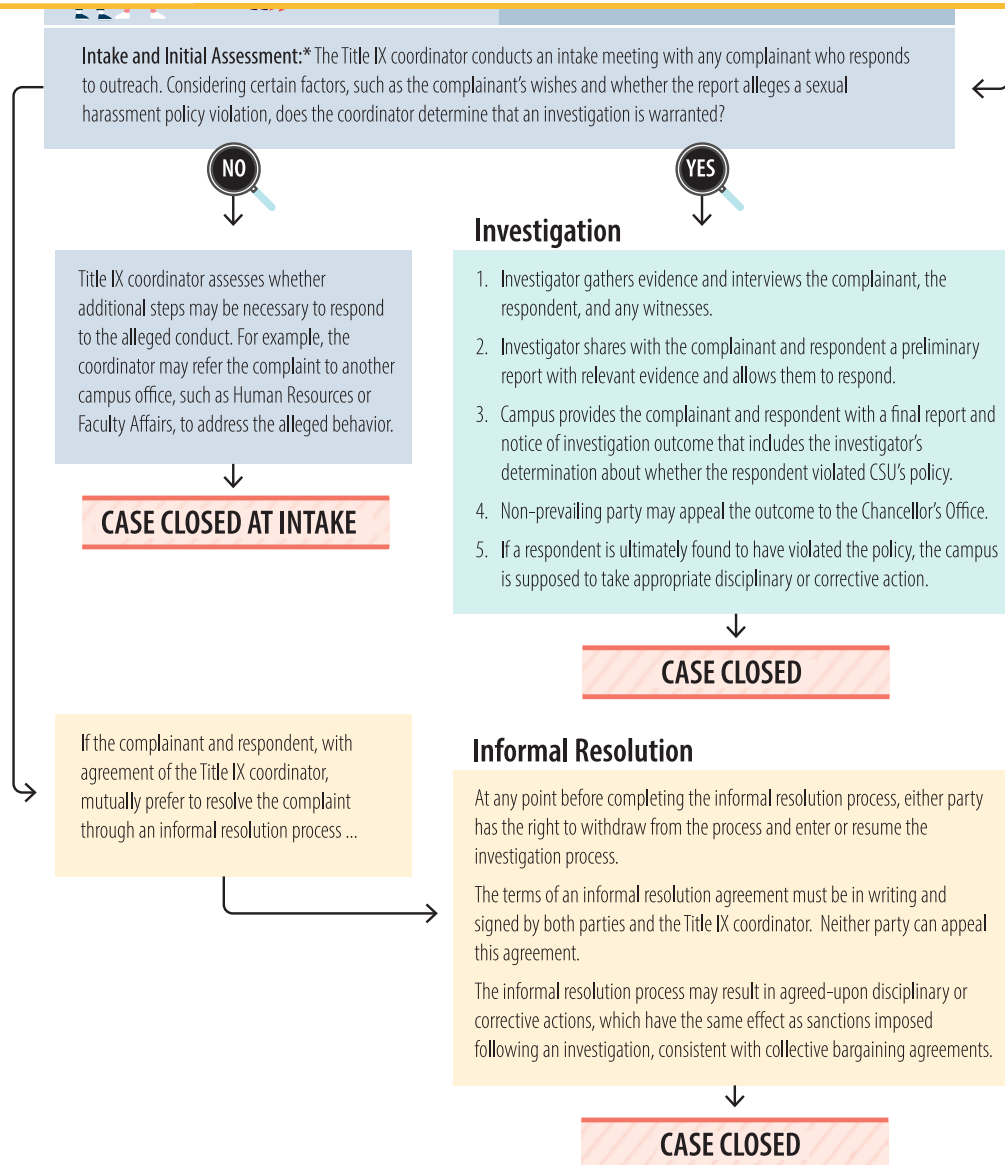 Intake and Initial Assessment:* The Title IX coordinator conducts an intake meeting with any complainant who responds
to outreach. Considering certain factors, such as the complainant's wishes and whether the report alleges a sexual
harassment policy violation, does the coordinator determine that an investigation is warranted?
NO
YES
Title IX coordinator assesses whether
additional steps may be necessary to respond
to the alleged conduct. For example, the
coordinator may refer the complaint to another
campus office, such as Human Resources or
Faculty Affairs, to address the alleged behavior.
CASE CLOSED AT INTAKE
Investigation
1. Investigator gathers evidence and interviews the complainant, the
respondent, and any witnesses.
2. Investigator shares with the complainant and respondent a preliminary
report with relevant evidence and allows them to respond.
3. Campus provides the complainant and respondent with a final report and
notice of investigation outcome that includes the investigator's
determination about whether the respondent violated CSU's policy.
4. Non-prevailing party may appeal the outcome to the Chancellor's Office.
5. If a respondent is ultimately found to have violated the policy, the campus
is supposed to take appropriate disciplinary or corrective action.
CASE CLOSED
If the complainant and respondent, with
agreement of the Title IX coordinator,
mutually prefer to resolve the complaint
through an informal resolution process ...
Informal Resolution
At any point before completing the informal resolution process, either party
has the right to withdraw from the process and enter or resume the
investigation process.
The terms of an informal resolution agreement must be in writing and
signed by both parties and the Title IX coordinator.  Neither party can appeal
this agreement.
The informal resolution process may result in agreed-upon disciplinary or
corrective actions, which have the same effect as sanctions imposed
following an investigation, consistent with collective bargaining agreements.
CASE CLOSED